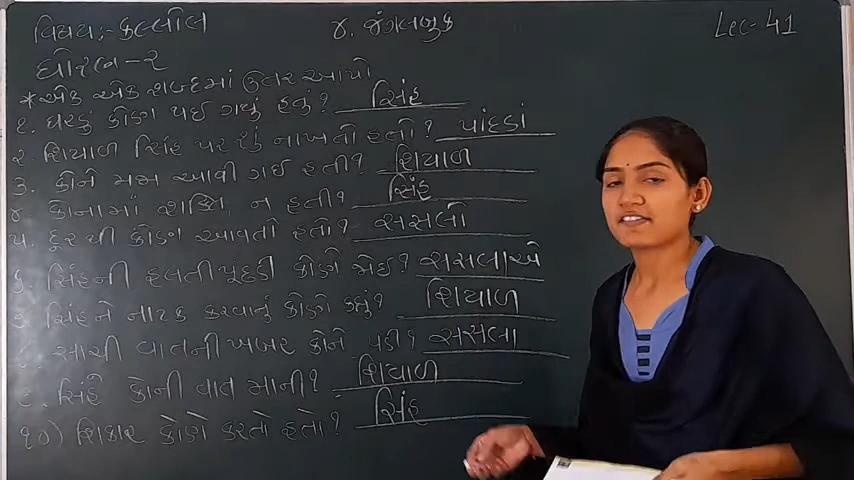 વિષય:- કલ્લોલ
૪. જંગલબુક
Lec-41
ધોરણ-૨
*એક એક શબ્દમાં ઉત્તર આપો
૧. ઘરડું કોણ થઈ ગયું હતું? સિંહ
૨. શિયાળ સિંહ પર શું નાખતો હતો? પાંદડાં
૩. કોને મજા આવી ગઈ હતી? શિયાળ
૪ કોનામાં શક્તિ ન હતી? સિંહ
૫. દૂરથી કોણ આવતો હતો? સસલો
૬. સિંહની હલતી પૂંછડી કોણે જોઈ? સસલાએ
૭. સિંહને નાટક કરવાનું કોણે કહ્યું? શિયાળ
૮. સાચી વાતની ખબર કોને પડી? સસલા
૯. સિંહે કોની વાત માની? શિયાળ
૧૦) શિકાર કોણે કરતો હતો? સિંહ